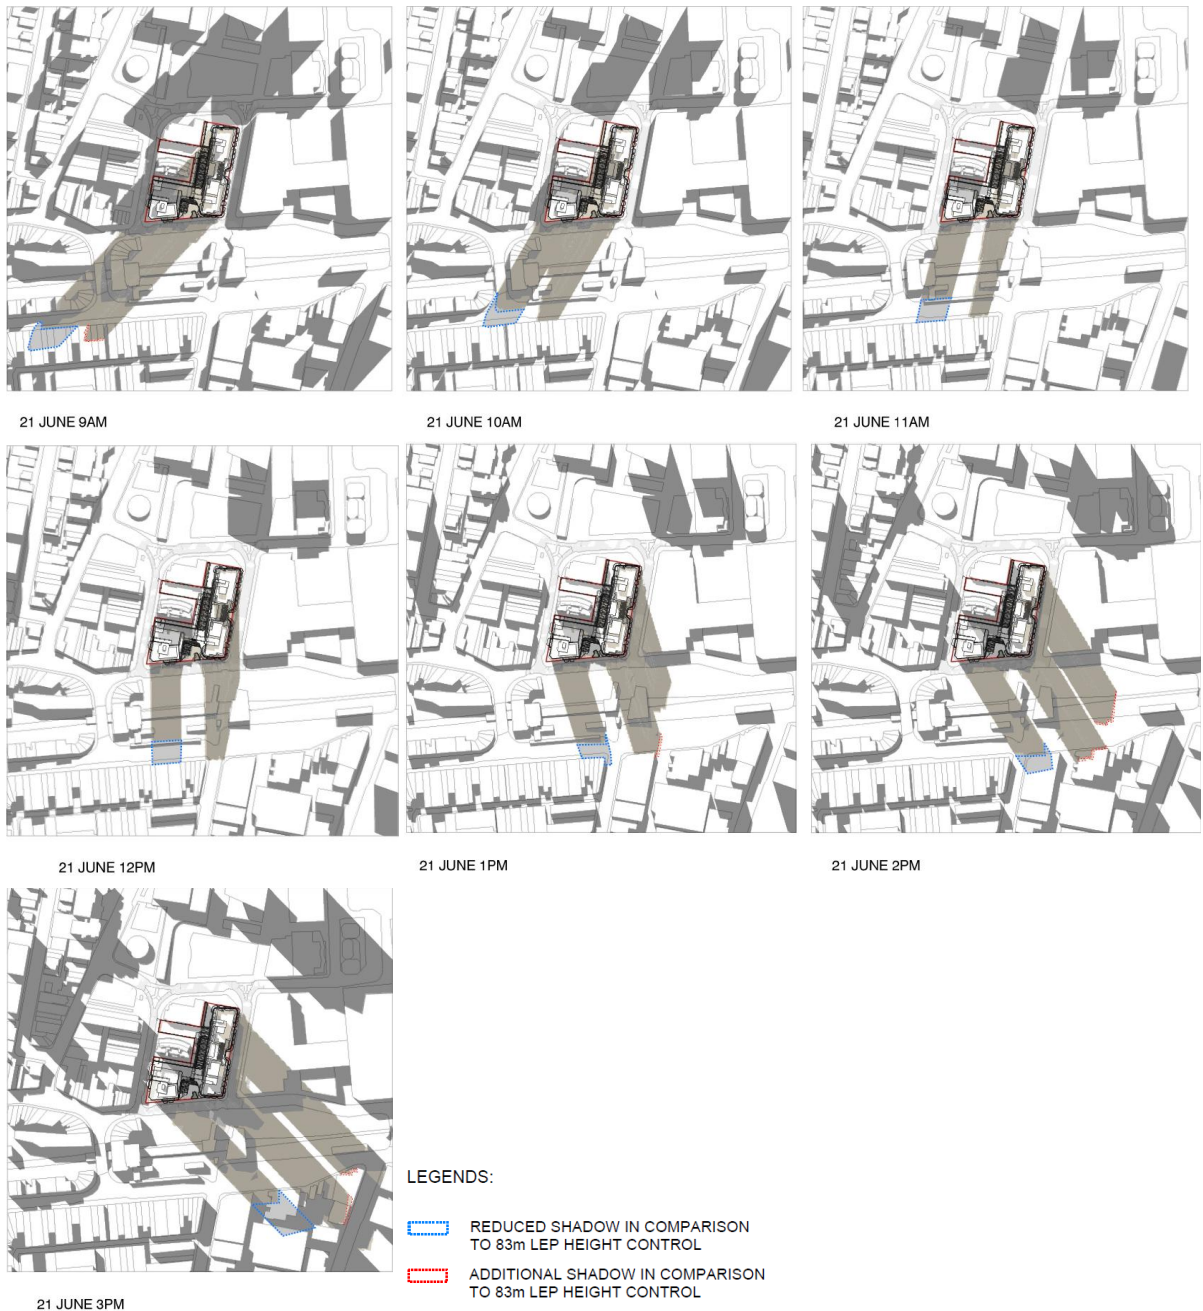 21 JUNE 9AM
21 JUNE 10AM
21 JUNE 11AM
21 JUNE 12PM
21 JUNE 1PM
21 JUNE 2PM
21 JUNE 3PM
LEGENDS:
REDUCED SHADOW IN COMPARISON
TO 83m LEP HEIGHT CONTROL
ADDITIONAL SHADOW IN COMPARISON
TO 83m LEP HEIGHT CONTROL